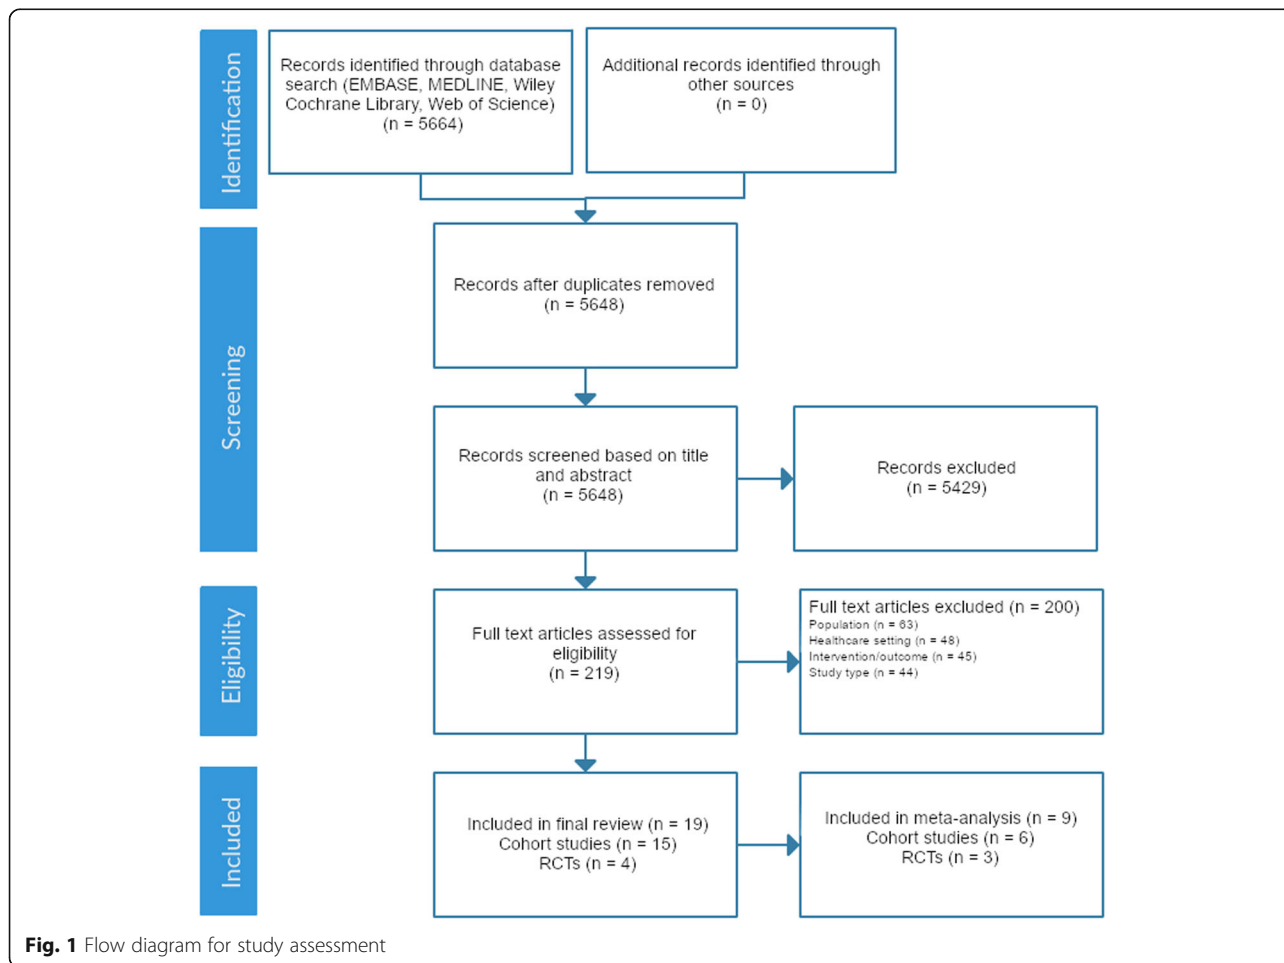 Identification
Records identified through database
search (EMBASE, MEDLINE, Wiley
Cochrane Library, Web of Science)
(n = 5664)
Additional records identified through
other sources
(n = 0)
Screening
Records after duplicates removed
(n = 5648)
Records screened based on title
and abstract
(n = 5648)
Records excluded
(n = 5429)
Eligibility
Full text articles assessed for
eligibility
(n = 219)
Full text articles excluded (n = 200)
Population (n = 63)
Healthcare setting (n = 48)
Intervention/outcome (n = 45)
Study type (n = 44)
Included
Included in final review (n = 19)
Cohort studies (n = 15)
RCTs (n = 4)
Included in meta-analysis (n = 9)
Cohort studies (n = 6)
RCTs (n = 3)
Fig. 1 Flow diagram for study assessment